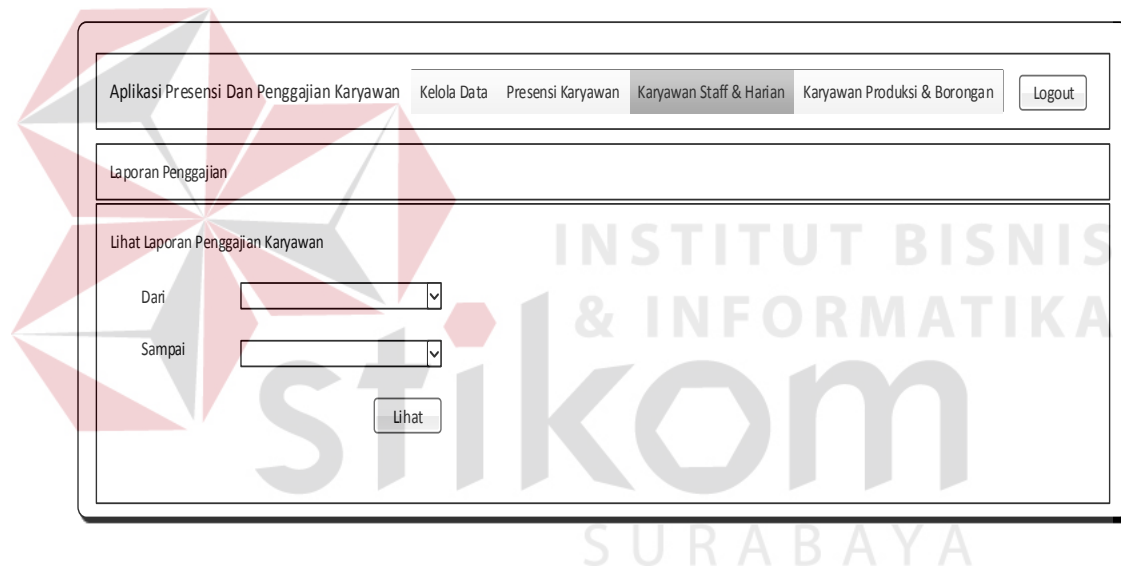 Aplikasi Presensi Dan Penggajian Karyawan Kelola Data Presensi Karyawan Karyawan Staff & Harian Karyawan Produksi & Borongan Logout
Laporan Penggajian
Lihat Laporan Penggajian Karyawan
Dari
Sampai
Lihat
INSTITUT BISNIS
& INFORMATIKA
stikom
SURABAYA